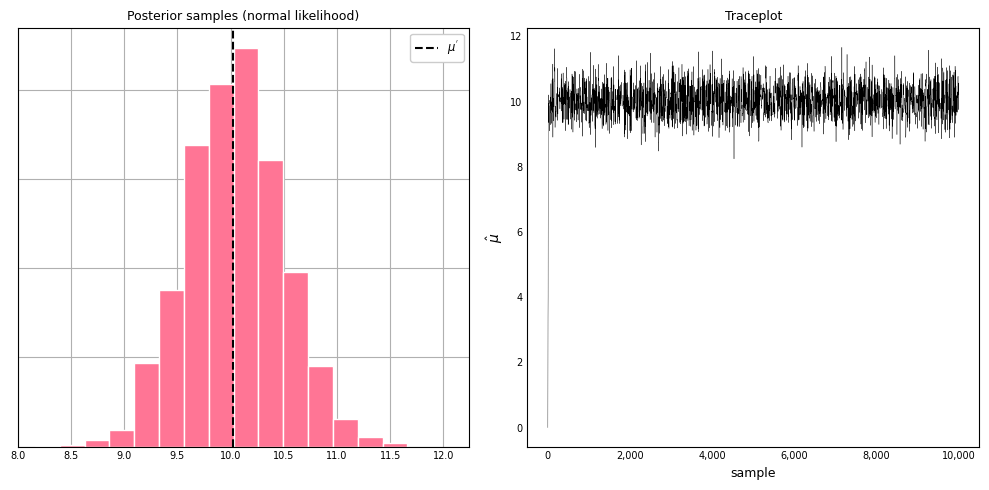 Posterior samples (normal likelihood)
μ′
8.0 8.5 9.0 9.5 10.0 10.5 11.0 11.5 12.0
Traceplot
12
10
8
6
4
2
0
μ̂
0 2,000 4,000 6,000 8,000 10,000
sample